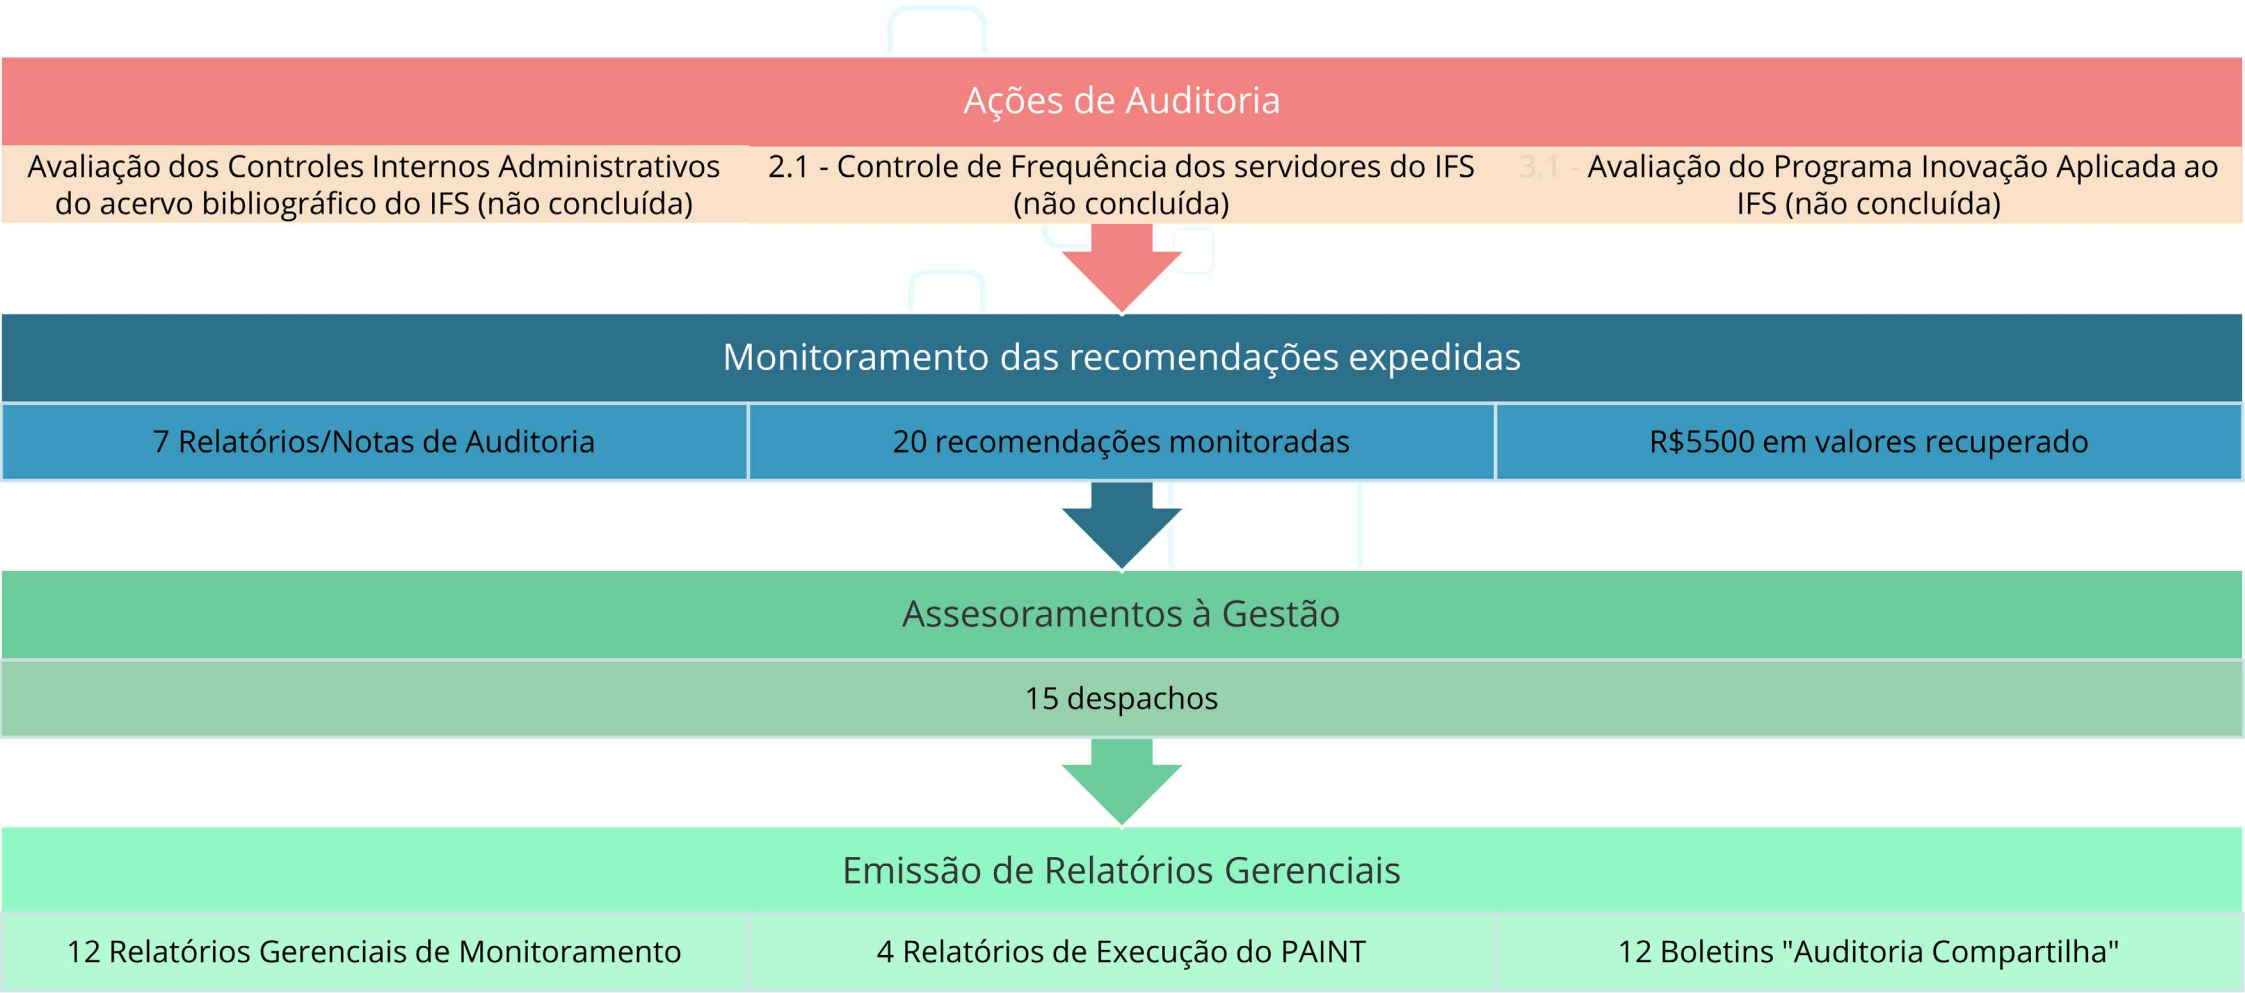 Ações de Auditoria
Avaliação dos Controles Internos Administrativos
do acervo bibliográfico do IFS (não concluída)
2.1 - Controle de Frequência dos servidores do IFS
(não concluída)
3.1 - Avaliação do Programa Inovação Aplicada ao
IFS (não concluída)
Monitoramento das recomendações expedidas
7 Relatórios/Notas de Auditoria
20 recomendações monitoradas
R$5500 em valores recuperado
Assesoramentos à Gestão
15 despachos
Emissão de Relatórios Gerenciais
12 Relatórios Gerenciais de Monitoramento
4 Relatórios de Execução do PAINT
12 Boletins "Auditoria Compartilha"